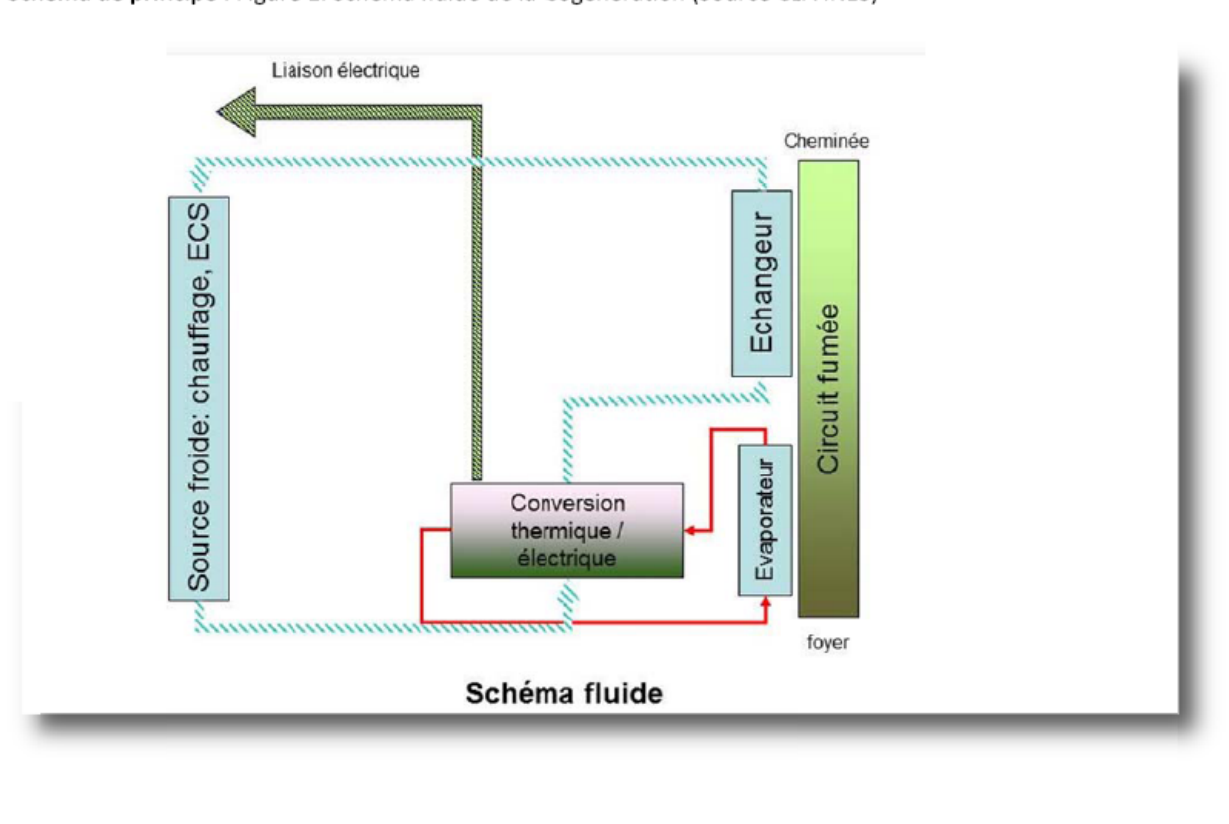 Liaison électrique
Cheminée
Source froide: chauffage, ECS
Echangeur
Circuit fumée
Conversion
thermique /
électrique
Evaporateur
foyer
Schéma fluide